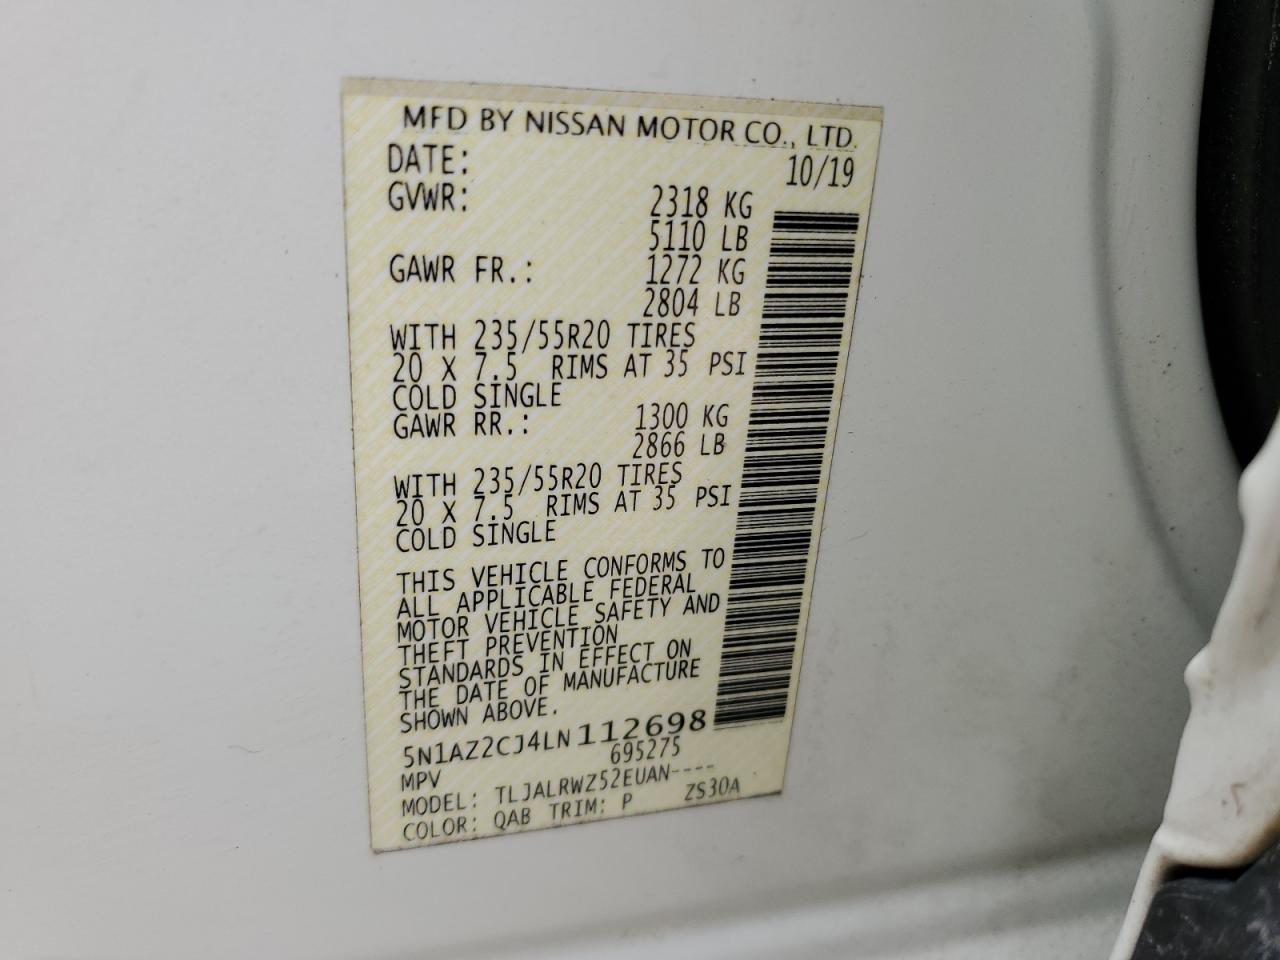 MFD BY NISSAN MOTOR CO., LTD.
DATE: 10/19
GVWR: 2318 KG
5110 LB
GAWR FR.: 1272 KG
2804 LB
WITH 235/55R20 TIRES
20 X 7.5 RIMS AT 35 PSI
COLD SINGLE
GAWR RR.: 1300 KG
2866 LB
WITH 235/55R20 TIRES
20 X 7.5 RIMS AT 35 PSI
COLD SINGLE
THIS VEHICLE CONFORMS TO
ALL APPLICABLE FEDERAL
MOTOR VEHICLE SAFETY AND
THEFT PREVENTION
STANDARDS IN EFFECT ON
THE DATE OF MANUFACTURE
SHOWN ABOVE.
5N1AZ2CJ4LN112698
MPV 695275
MODEL: TLJALRWZ52EUAN----
COLOR: QAB TRIM: P ZS30A